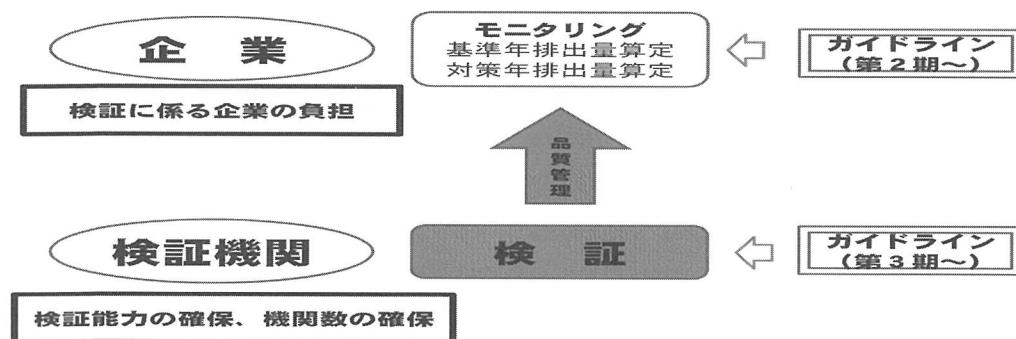 企業
モニタリング
基準年排出量算定
対策年排出量算定
ガイドライン
(第2期～)
検証に係る企業の負担
品質管理
検証機関
検証
ガイドライン
(第3期～)
検証能力の確保、機関数の確保